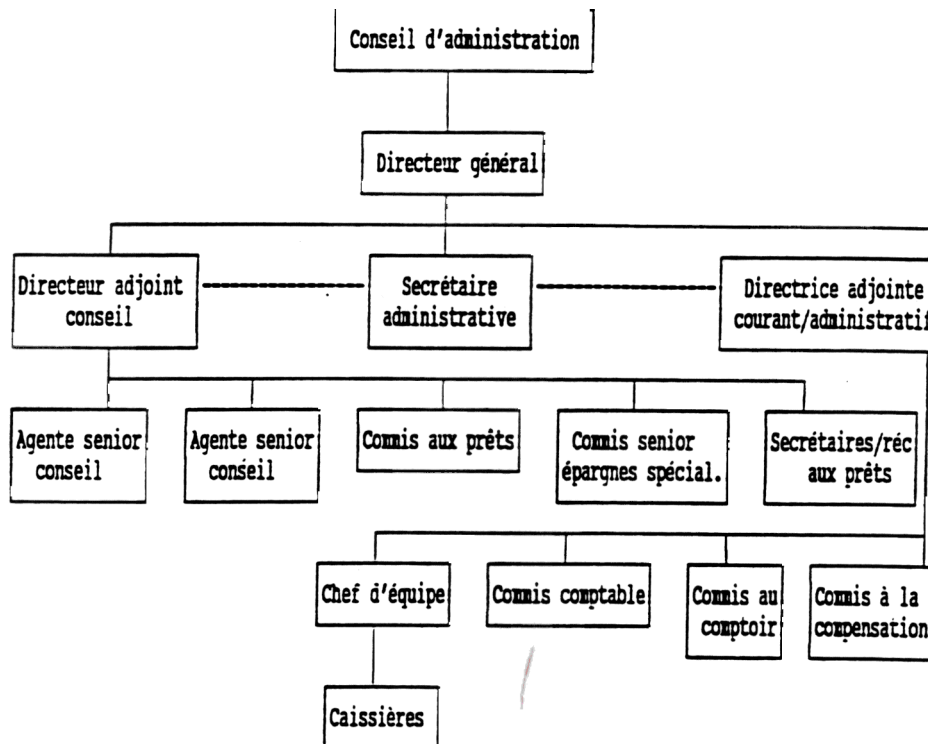 Conseil d'administration
Directeur général
Directeur adjoint
conseil
Secrétaire
administrative
Directrice adjointe
courant/administratif
Agente senior
conseil
Agente senior
conseil
Commis aux prêts
Commis senior
épargnes spécial.
Secrétaires/réc
aux prêts
Chef d'équipe
Commis comptable
Commis au
comptoir
Commis à la
compensation
Caissières